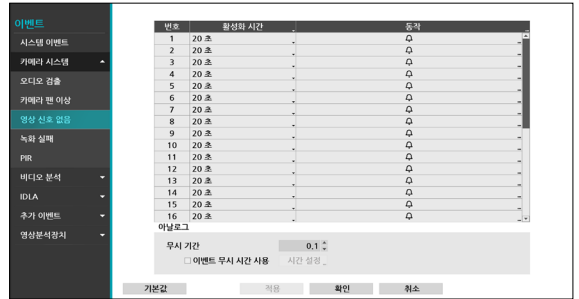 이벤트
시스템 이벤트
카메라 시스템
오디오 검출
카메라 팬 이상
영상 신호 없음
녹화 실패
PIR
비디오 분석
IDLA
추가 이벤트
영상분석장치
번호 활성화 시간 동작
1 20 초
2 20 초
3 20 초
4 20 초
5 20 초
6 20 초
7 20 초
8 20 초
9 20 초
10 20 초
11 20 초
12 20 초
13 20 초
14 20 초
15 20 초
16 20 초
아날로그
무시 기간 0.1
이벤트 무시 시간 사용 시간 설정
기본값 적용 확인 취소